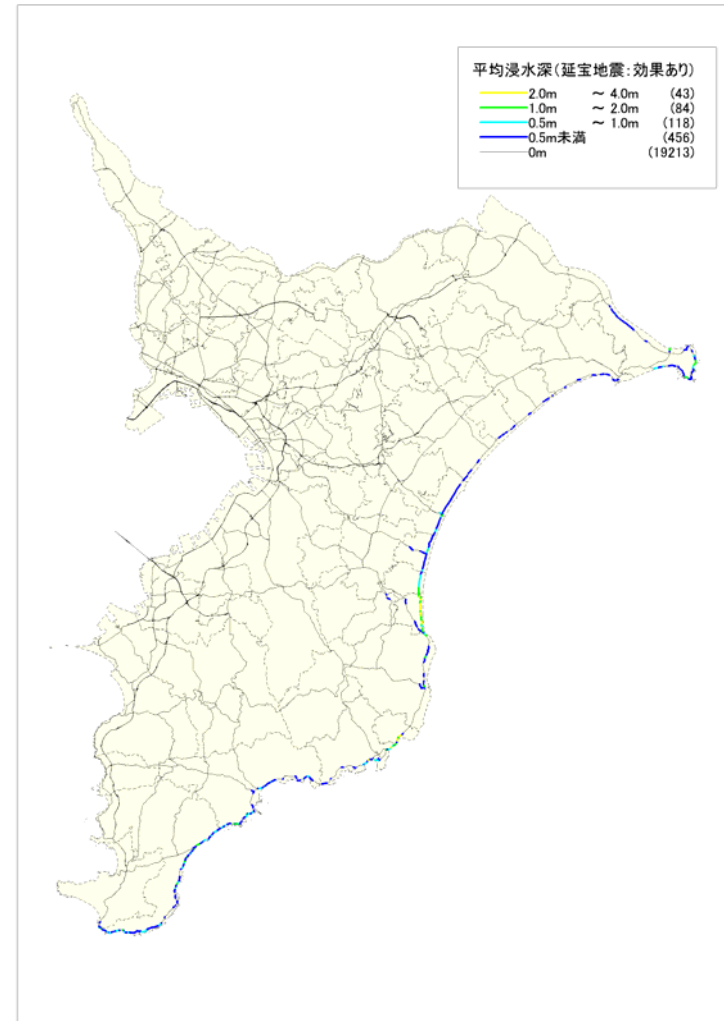 平均浸水深(延宝地震:効果あり)
2.0m ～ 4.0m (43)
1.0m ～ 2.0m (84)
0.5m ～ 1.0m (118)
0.5m未満 (456)
0m (19213)